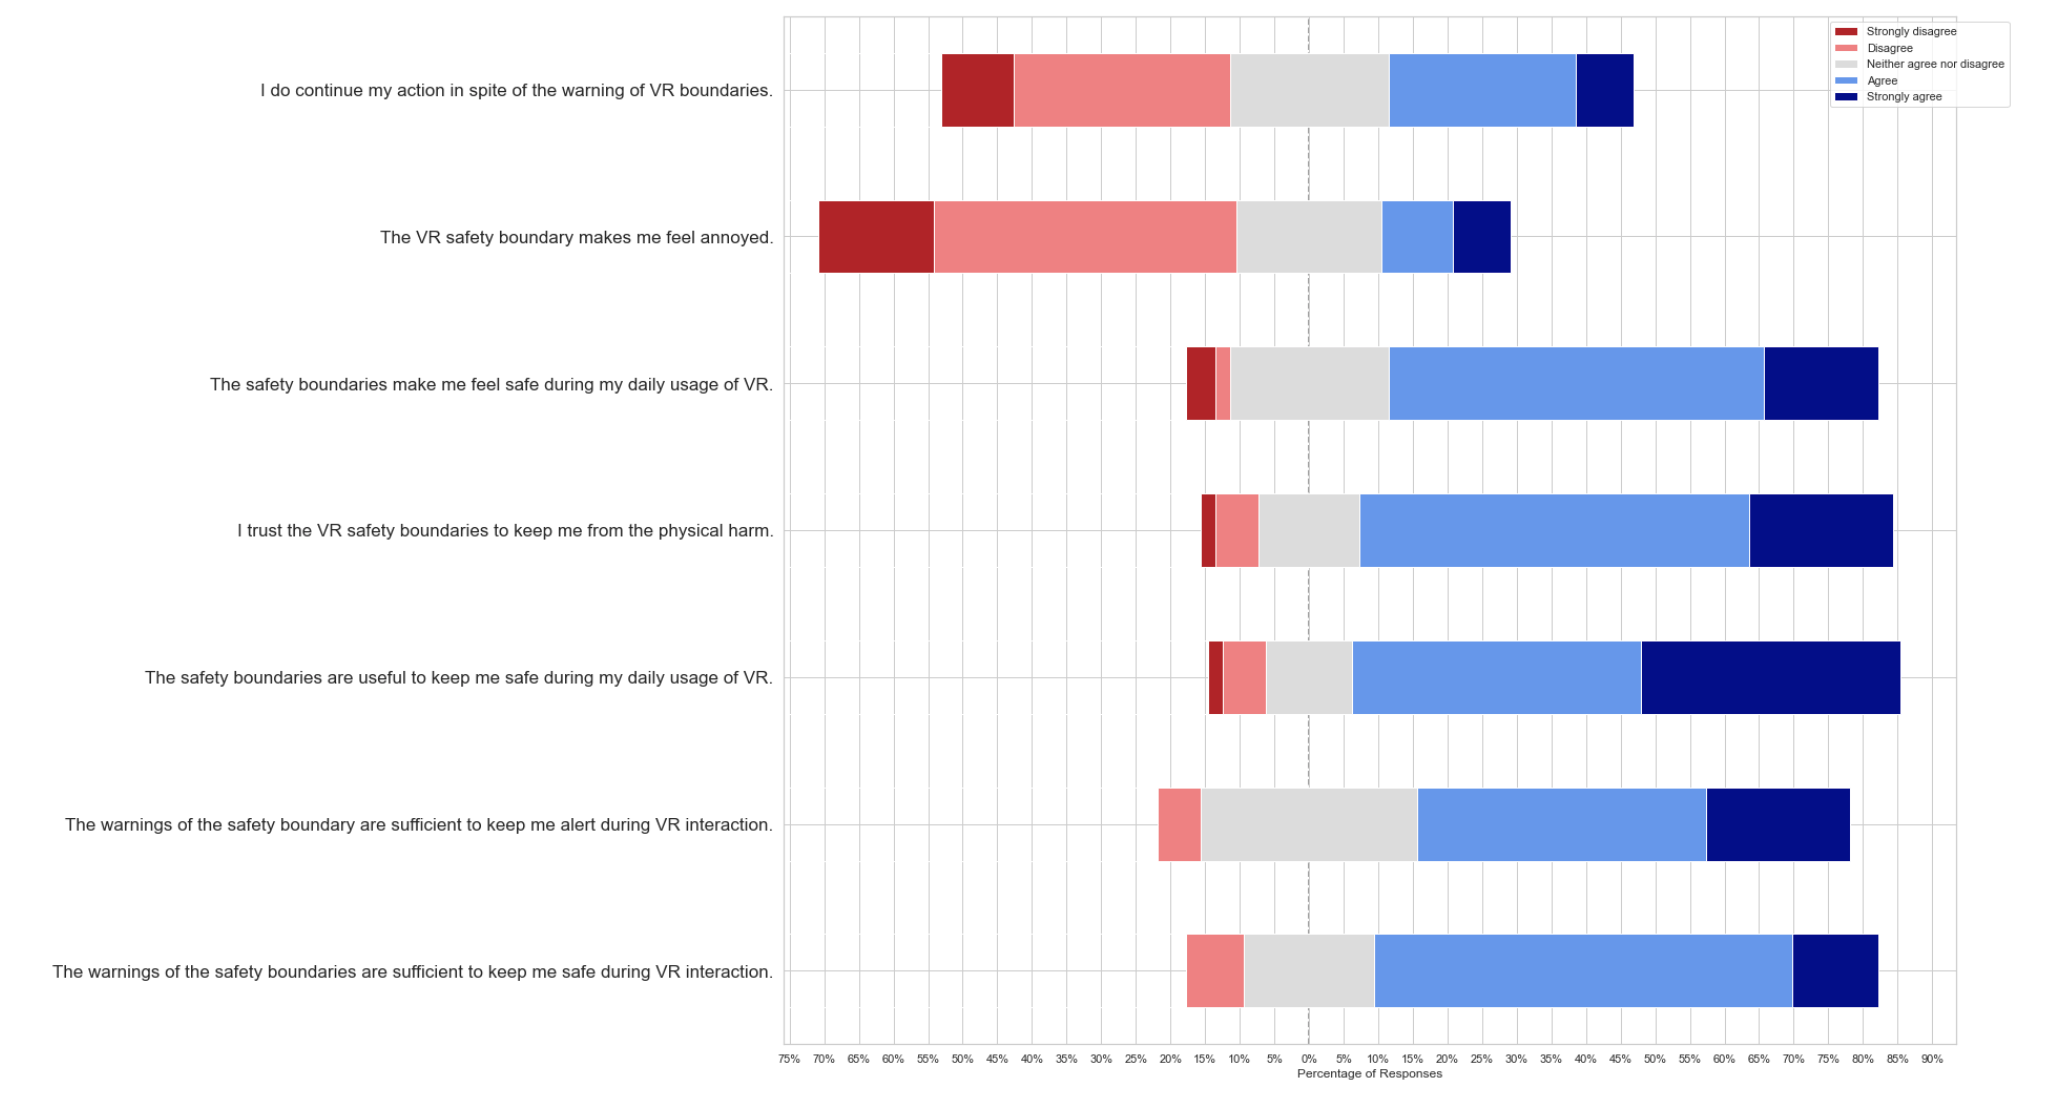 Strongly disagree
Disagree
Neither agree nor disagree
Agree
Strongly agree
I do continue my action in spite of the warning of VR boundaries.
The VR safety boundary makes me feel annoyed.
The safety boundaries make me feel safe during my daily usage of VR.
I trust the VR safety boundaries to keep me from the physical harm.
The safety boundaries are useful to keep me safe during my daily usage of VR.
The warnings of the safety boundary are sufficient to keep me alert during VR interaction.
The warnings of the safety boundaries are sufficient to keep me safe during VR interaction.
75% 70% 65% 60% 55% 50% 45% 40% 35% 30% 25% 20% 15% 10% 5% 0% 5% 10% 15% 20% 25% 30% 35% 40% 45% 50% 55% 60% 65% 70% 75% 80% 85% 90%
Percentage of Responses